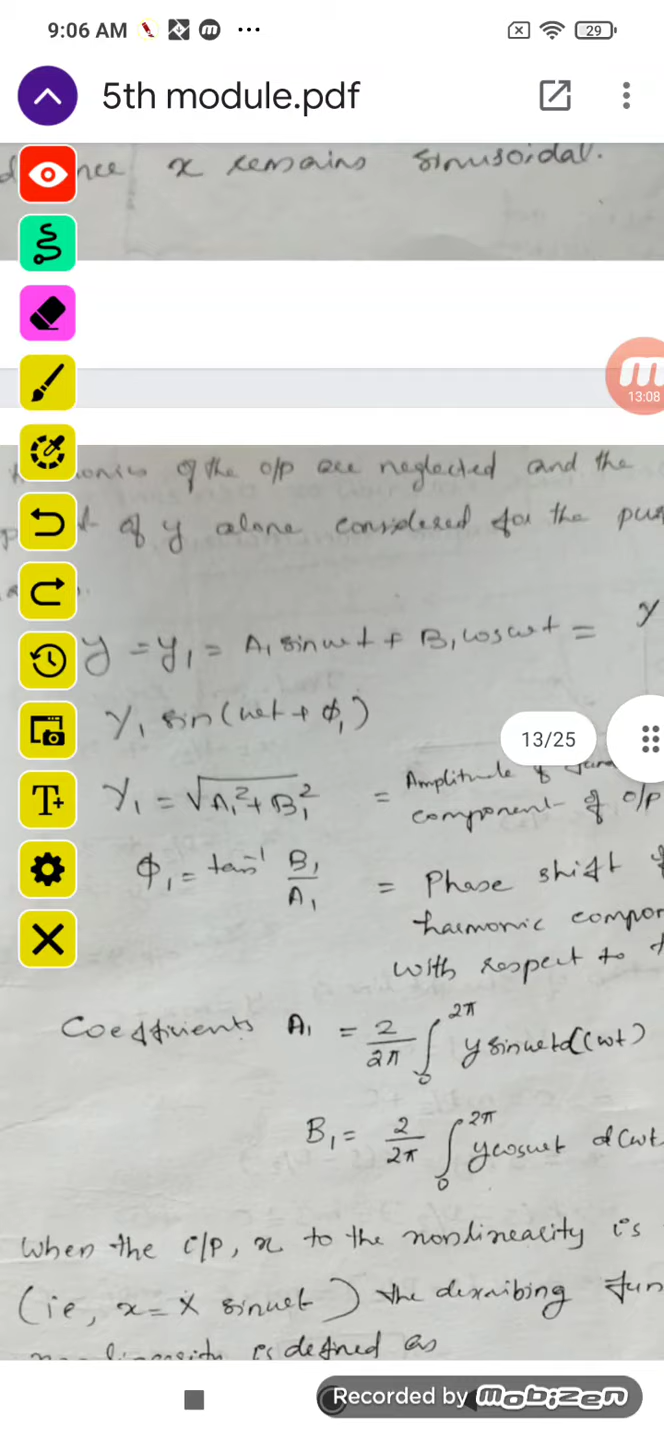 9:06 AM
29
5th module.pdf
nce x remains sinusoidal.
13:08
of the o/p are neglected and the
of y alone considered for the
y = y1 = A1 sinωt + B1 cosωt =
Y1 sin(ωt + φ1)
13/25
Y1 = √A1² + B1² = Amplitude of
component of o/p
φ1 = tan⁻¹ B1/A1 = Phase shift
harmonic compo
with respect to
T+
Coefficients A1 = 2/2π ∫0 2π y sinωt d(ωt)
B1 = 2/2π ∫0 2π y cosωt d(ωt
When the i/p, x to the nonlinearity is
(ie, x = X sinωt) the describing fun
is defined as
Recorded by mobizen